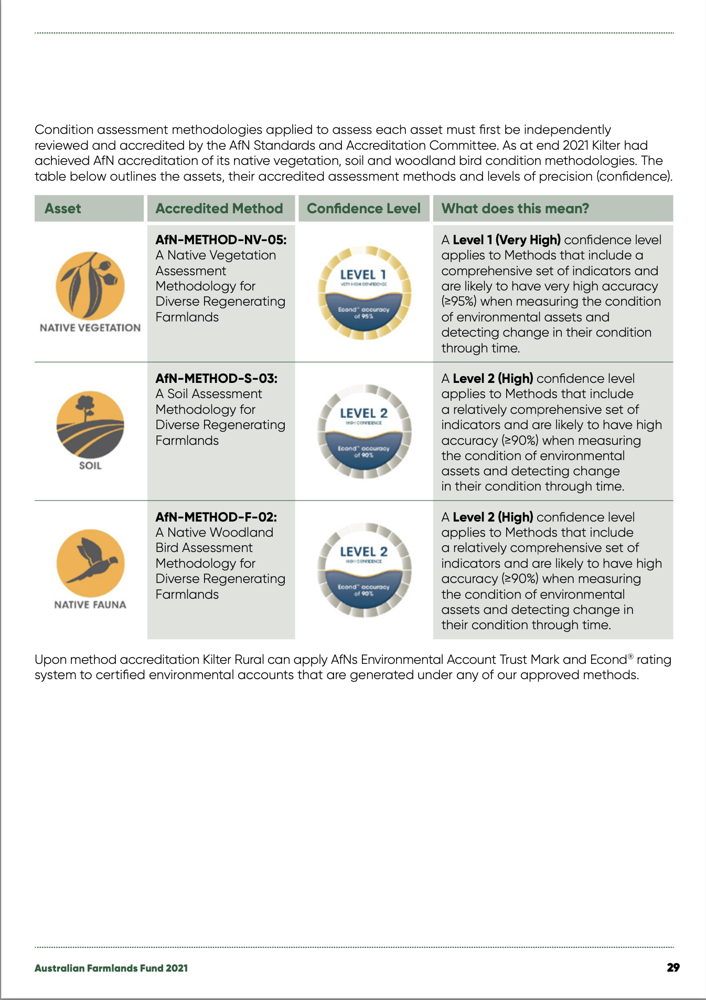 Condition assessment methodologies applied to assess each asset must first be independently
reviewed and accredited by the AfN Standards and Accreditation Committee. As at end 2021 Kilter had
achieved AfN accreditation of its native vegetation, soil and woodland bird condition methodologies. The
table below outlines the assets, their accredited assessment methods and levels of precision (confidence).
Asset
Accredited Method
Confidence Level
What does this mean?
NATIVE VEGETATION
AfN-METHOD-NV-05:
A Native Vegetation
Assessment
Methodology for
Diverse Regenerating
Farmlands
LEVEL 1
VERY HIGH CONFIDENCE
Econd™ accuracy
of 95%
A Level 1 (Very High) confidence level
applies to Methods that include a
comprehensive set of indicators and
are likely to have very high accuracy
(≥95%) when measuring the condition
of environmental assets and
detecting change in their condition
through time.
SOIL
AfN-METHOD-S-03:
A Soil Assessment
Methodology for
Diverse Regenerating
Farmlands
LEVEL 2
HIGH CONFIDENCE
Econd™ accuracy
of 90%
A Level 2 (High) confidence level
applies to Methods that include
a relatively comprehensive set of
indicators and are likely to have high
accuracy (≥90%) when measuring
the condition of environmental
assets and detecting change
in their condition through time.
NATIVE FAUNA
AfN-METHOD-F-02:
A Native Woodland
Bird Assessment
Methodology for
Diverse Regenerating
Farmlands
LEVEL 2
HIGH CONFIDENCE
Econd™ accuracy
of 90%
A Level 2 (High) confidence level
applies to Methods that include
a relatively comprehensive set of
indicators and are likely to have high
accuracy (≥90%) when measuring
the condition of environmental
assets and detecting change in
their condition through time.
Upon method accreditation Kilter Rural can apply AfNs Environmental Account Trust Mark and Econd® rating
system to certified environmental accounts that are generated under any of our approved methods.
Australian Farmlands Fund 2021
29